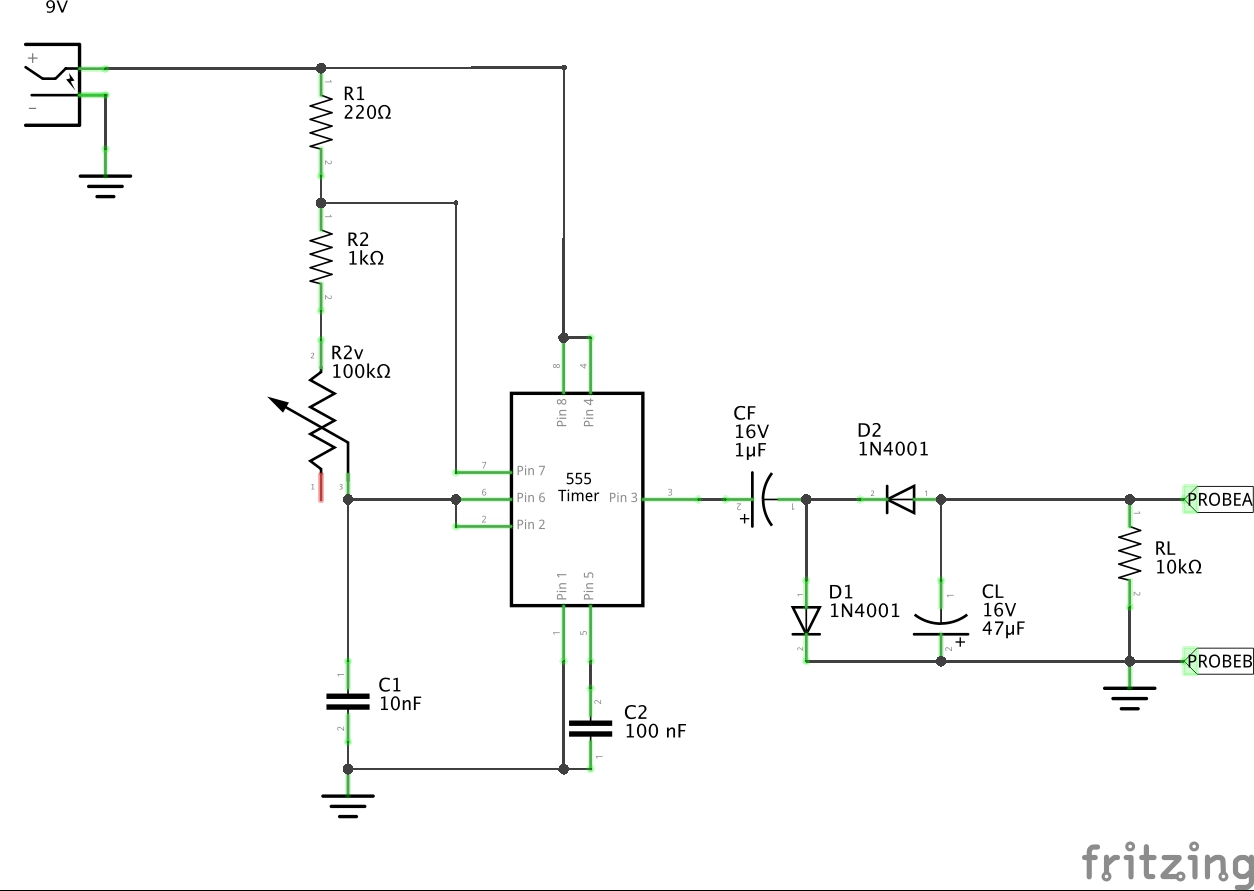 9V
+
-
R1
220Ω
1
2
R2
1kΩ
1
2
R2v
100kΩ
2
1
3
8
4
Pin 8
Pin 4
7
Pin 7
6
Pin 6
2
Pin 2
555
Timer
Pin 3
3
Pin 1
Pin 5
1
5
CF
16V
1µF
+
2
1
D2
1N4001
2
1
D1
1N4001
1
2
CL
16V
47µF
1
2
+
RL
10kΩ
1
2
PROBEA
PROBEB
C1
10nF
1
2
C2
100 nF
2
1
fritzing